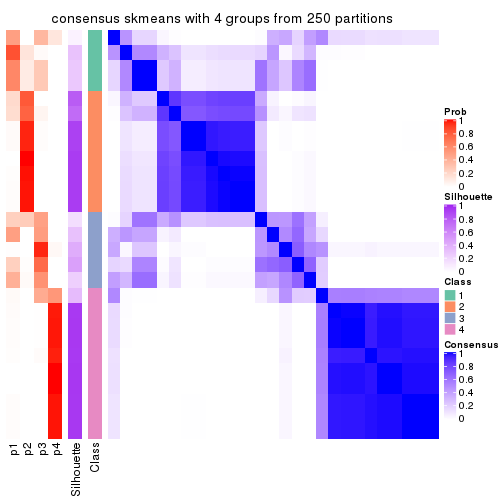 consensus skmeans with 4 groups from 250 partitions
Prob
1
0.8
0.6
0.4
0.2
0
Silhouette
1
0.8
0.6
0.4
0.2
0
Class
1
2
3
4
Consensus
1
0.8
0.6
0.4
0.2
0
p1
p2
p3
p4
Silhouette
Class